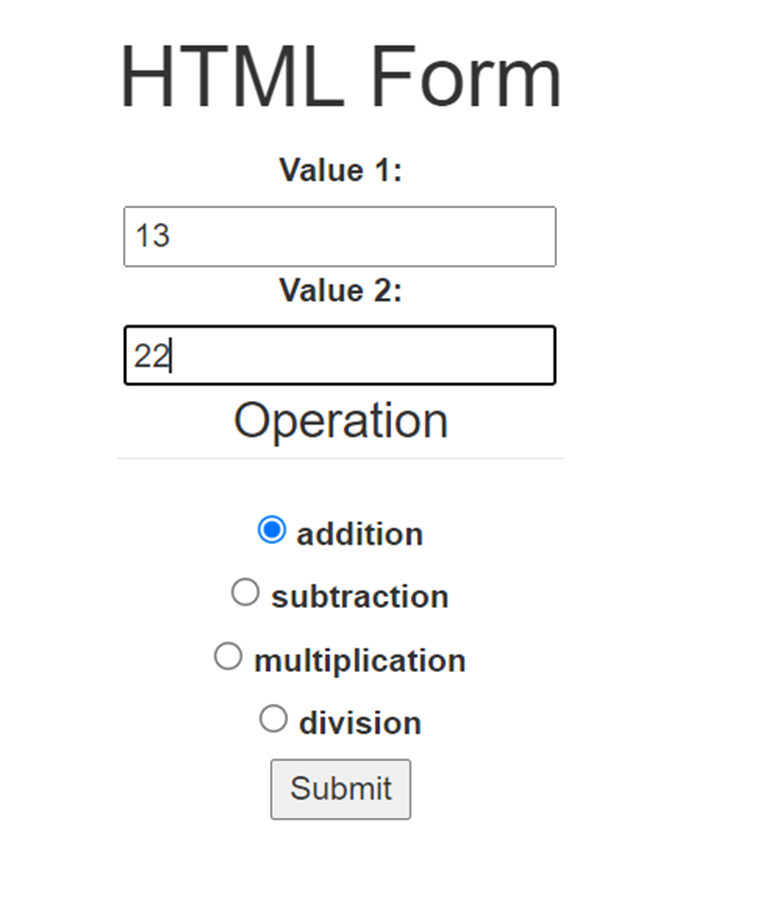 HTML Form
Value 1:
13
Value 2:
22
Operation
addition
subtraction
multiplication
division
Submit